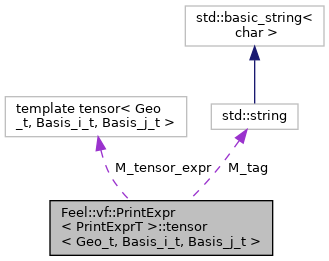 std::basic_string<
char >
template tensor< Geo
_t, Basis_i_t, Basis_j_t >
std::string
M_tensor_expr
M_tag
Feel::vf::PrintExpr
< PrintExprT >::tensor
< Geo_t, Basis_i_t, Basis_j_t >